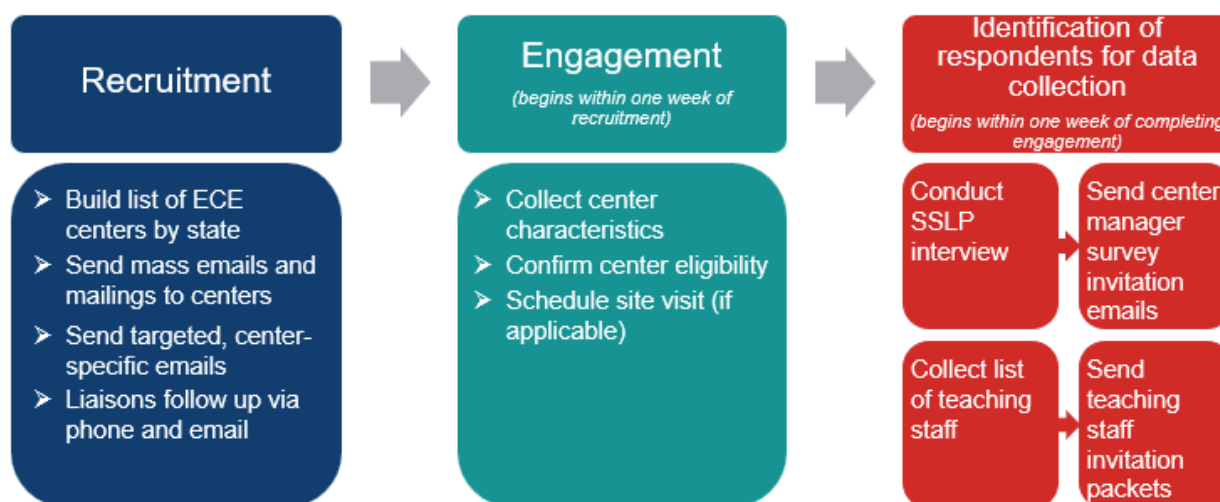 Recruitment
➢ Build list of ECE
centers by state
➢ Send mass emails and
mailings to centers
➢ Send targeted, center-
specific emails
➢ Liaisons follow up via
phone and email
Engagement
(begins within one week of
recruitment)
➢ Collect center
characteristics
➢ Confirm center eligibility
➢ Schedule site visit (if
applicable)
Identification of
respondents for data
collection
(begins within one week of completing
engagement)
Conduct
SSLP
interview
Send center
manager
survey
invitation
emails
Collect list
of teaching
staff
Send
teaching
staff
invitation
packets